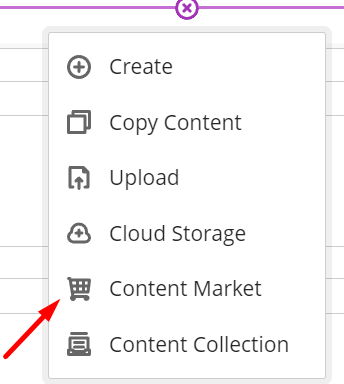 Create
Copy Content
Upload
Cloud Storage
Content Market
Content Collection